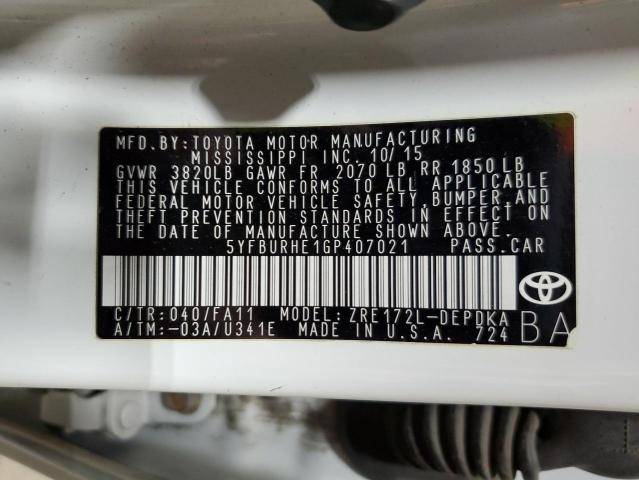 MFD. BY: TOYOTA MOTOR MANUFACTURING
MISSISSIPPI INC. 10/15
GVWR 3820LB GAWR FR 2070 LB RR 1850 LB
THIS VEHICLE CONFORMS TO ALL APPLICABLE
FEDERAL MOTOR VEHICLE SAFETY, BUMPER, AND
THEFT PREVENTION STANDARDS IN EFFECT ON
THE DATE OF MANUFACTURE SHOWN ABOVE.
5YFBURHE1GP407021 PASS. CAR
C/TR: 040/FA11 MODEL: ZRE172L-DEPDKA
A/TM: -03A/U341E MADE IN U.S.A. 724 BA